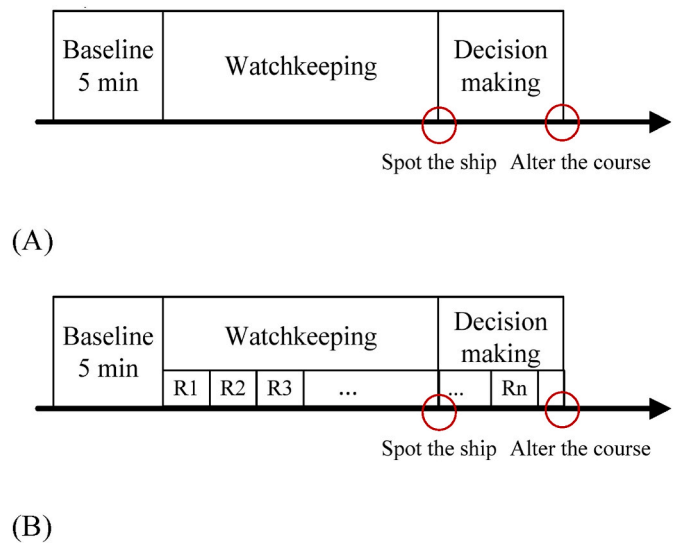 Baseline
5 min
Watchkeeping
Decision
making
Spot the ship
Alter the course
(A)
Baseline
5 min
Watchkeeping
Decision
making
R1
R2
R3
...
...
Rn
Spot the ship
Alter the course
(B)